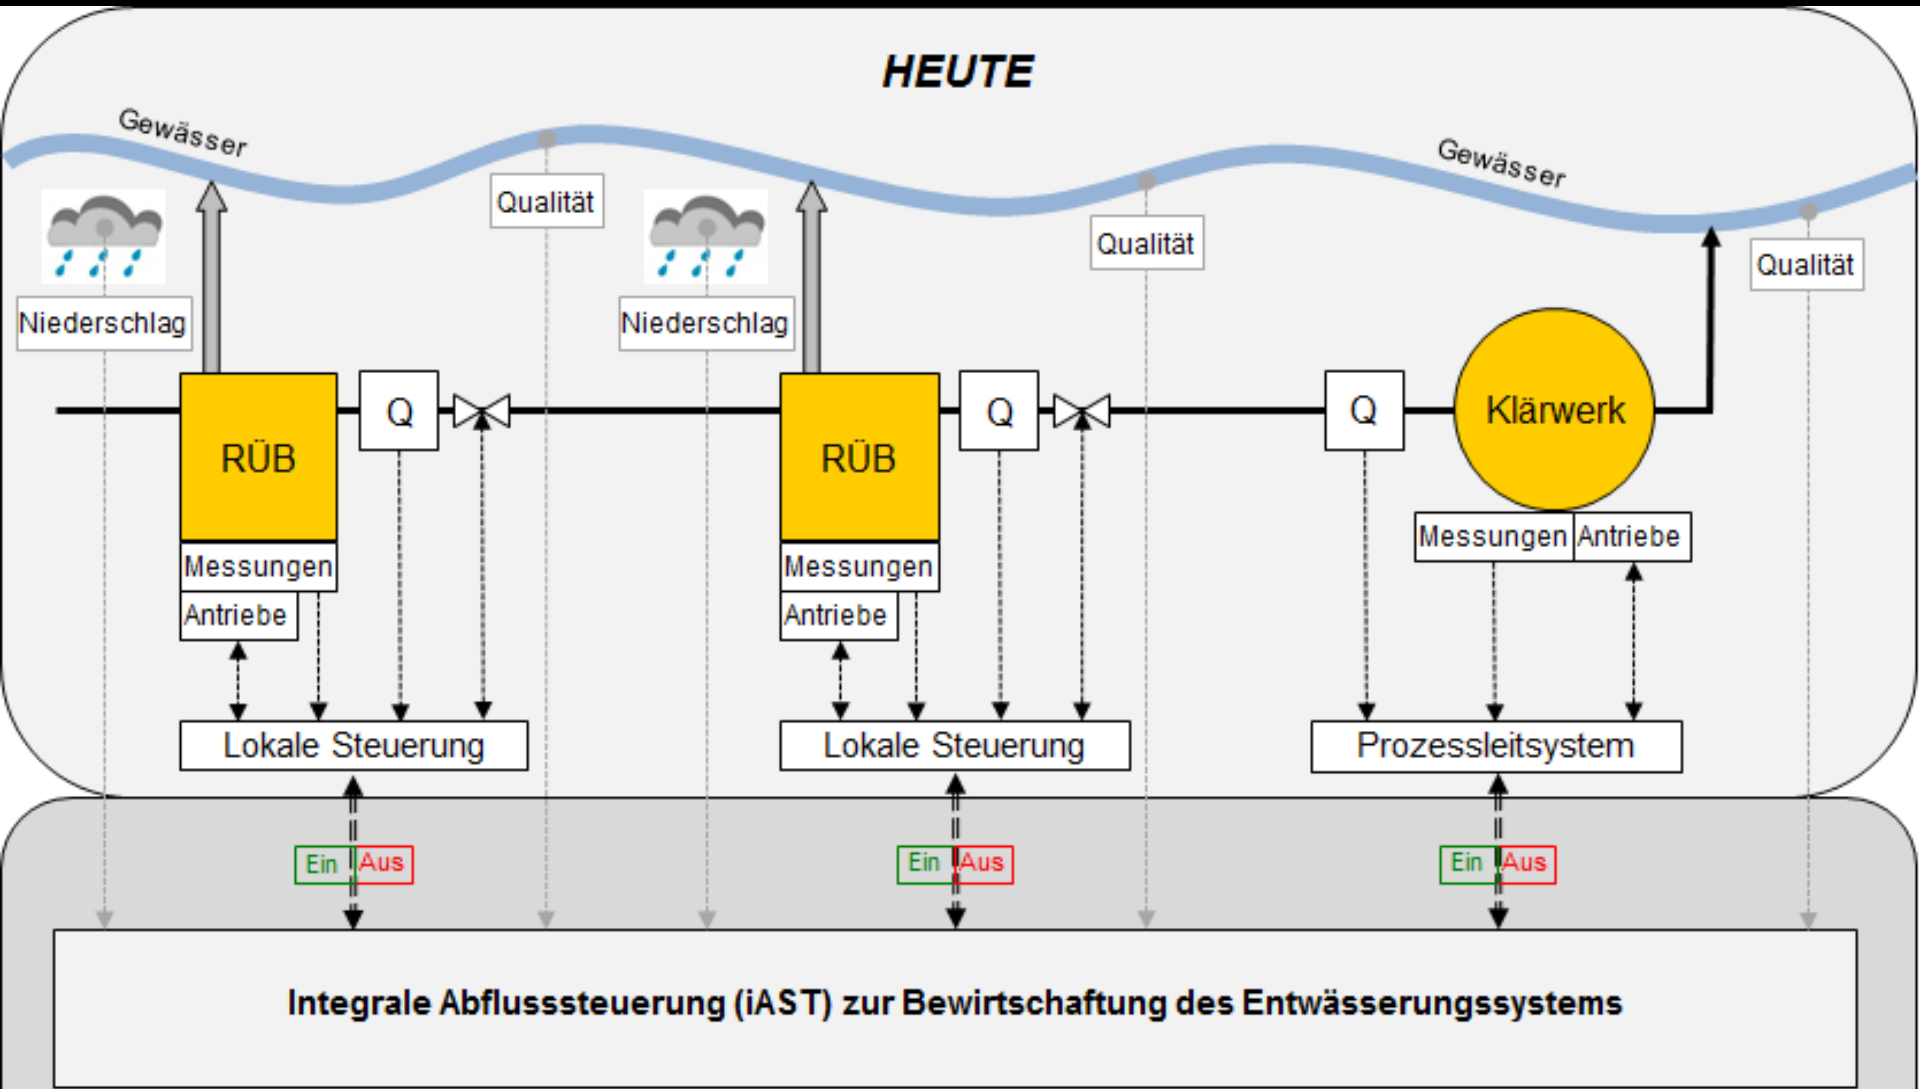 HEUTE
Gewässer
Gewässer
Qualität
Qualität
Qualität
Niederschlag
Niederschlag
RÜB
Q
RÜB
Q
Q
Klärwerk
Messungen
Antriebe
Messungen
Antriebe
Messungen
Antriebe
Lokale Steuerung
Lokale Steuerung
Prozessleitsystem
Ein
Aus
Ein
Aus
Ein
Aus
Integrale Abflusssteuerung (iAST) zur Bewirtschaftung des Entwässerungssystems